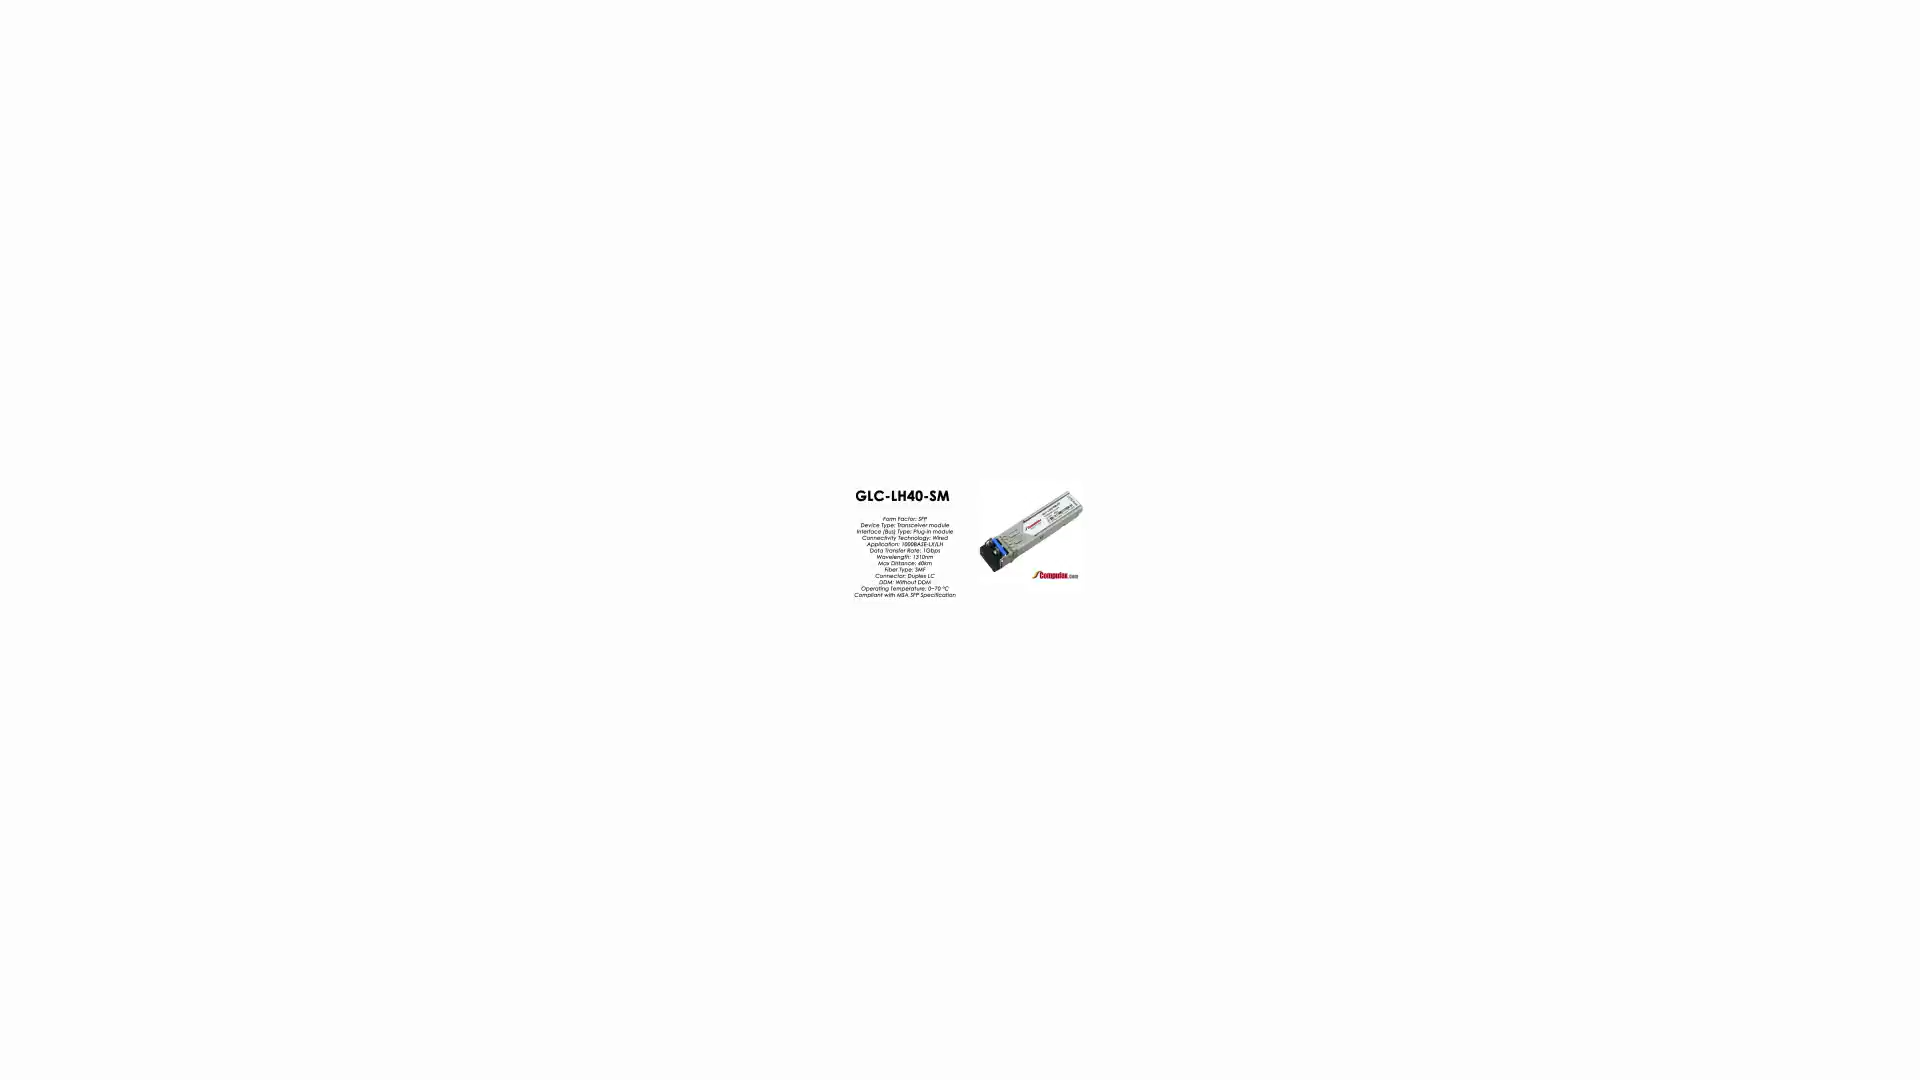 GLC-LH40-SM
Form Factor: SFP
Device Type: Transceiver module
Interface (Bus) Type: Plug-in module
Connectivity Technology: Wired
Application: 1000BASE-LX/LH
Data Transfer Rate: 1Gbps
Wavelength: 1310nm
Max Distance: 40km
Fiber Type: SMF
Connector: Duplex LC
DDM: Without DDM
Operating Temperature: 0~70 °C
Compliant with MSA SFP Specification
Compufox.com